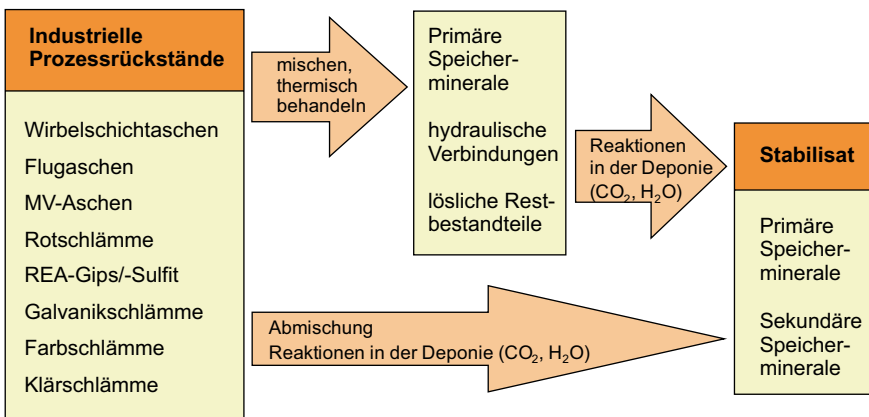 Industrielle
Prozessrückstände
Wirbelschichtaschen
Flugaschen
MV-Aschen
Rotschlämme
REA-Gips/-Sulfit
Galvanikschlämme
Farbschlämme
Klärschlämme
mischen,
thermisch
behandeln
Primäre
Speicher-
minerale
hydraulische
Verbindungen
lösliche Rest-
bestandteile
Reaktionen
in der Deponie
(CO₂, H₂O)
Abmischung
Reaktionen in der Deponie (CO₂, H₂O)
Stabilisat
Primäre
Speicher-
minerale
Sekundäre
Speicher-
minerale